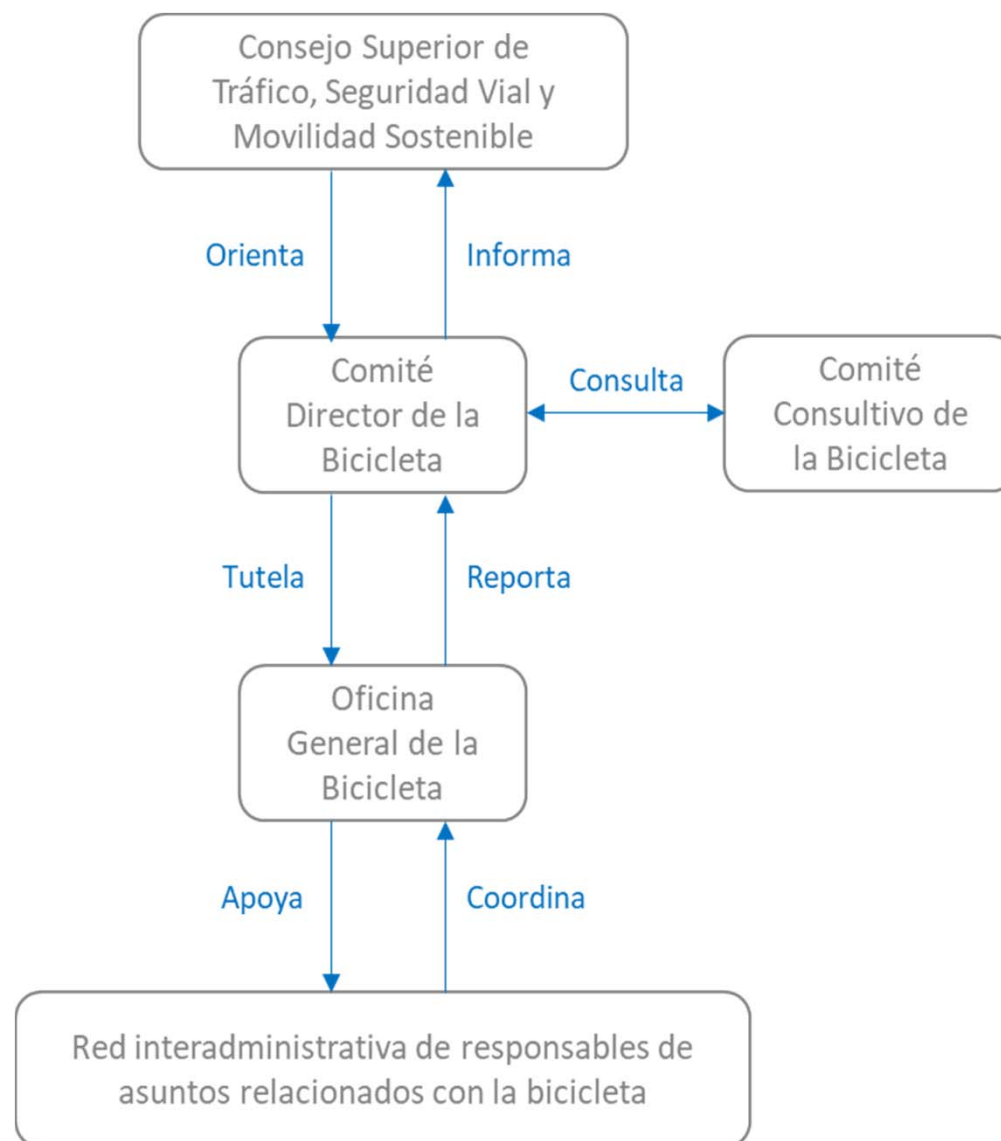 Consejo Superior de
Tráfico, Seguridad Vial y
Movilidad Sostenible
Orienta
Informa
Comité
Director de la
Bicicleta
Consulta
Comité
Consultivo de
la Bicicleta
Tutela
Reporta
Oficina
General de la
Bicicleta
Apoya
Coordina
Red interadministrativa de responsables de
asuntos relacionados con la bicicleta